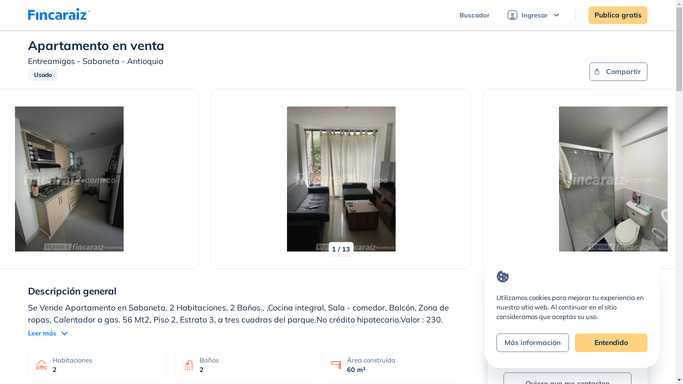 Fincaraiz
Buscador
Ingresar
Publica gratis
Apartamento en venta
Entreamigos - Sabaneta - Antioquia
Usado
Compartir
fincaraiz
fincaraiz
fincaraiz
fincaraiz
fincaraiz
fincaraiz
1 / 13
Descripción general
Se Vende Apartamento en Sabaneta, 2 Habitaciones, 2 Baños., ,Cocina integral, Sala - comedor, Balcón, Zona de
ropas, Calentador a gas. 56 Mt2, Piso 2, Estrato 3, a tres cuadras del parque.No crédito hipotecario.Valor : 230.
Leer más
Habitaciones
2
Baños
2
Área construída
60 m²
Utilizamos cookies para mejorar tu experiencia en
nuestro sitio web. Al continuar en el sitio
consideramos que aceptas su uso.
Más información
Entendido
Quiero que me contacten